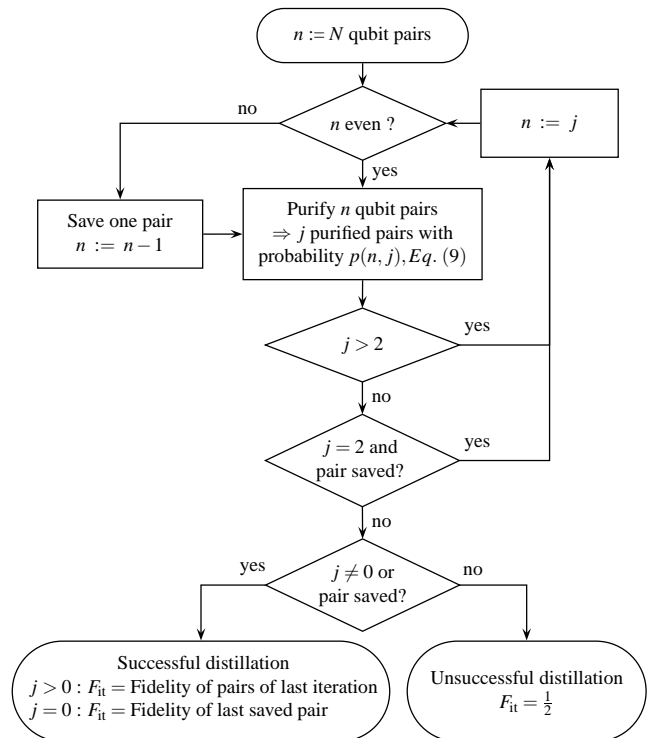 n := N qubit pairs
no
n even ?
n := j
yes
Save one pair
n := n−1
Purify n qubit pairs
⇒ j purified pairs with
probability p(n, j), Eq. (9)
j > 2
yes
no
j = 2 and
pair saved?
yes
no
yes
j ≠ 0 or
pair saved?
no
Successful distillation
j > 0 : F_it = Fidelity of pairs of last iteration
j = 0 : F_it = Fidelity of last saved pair
Unsuccessful distillation
F_it = 1/2